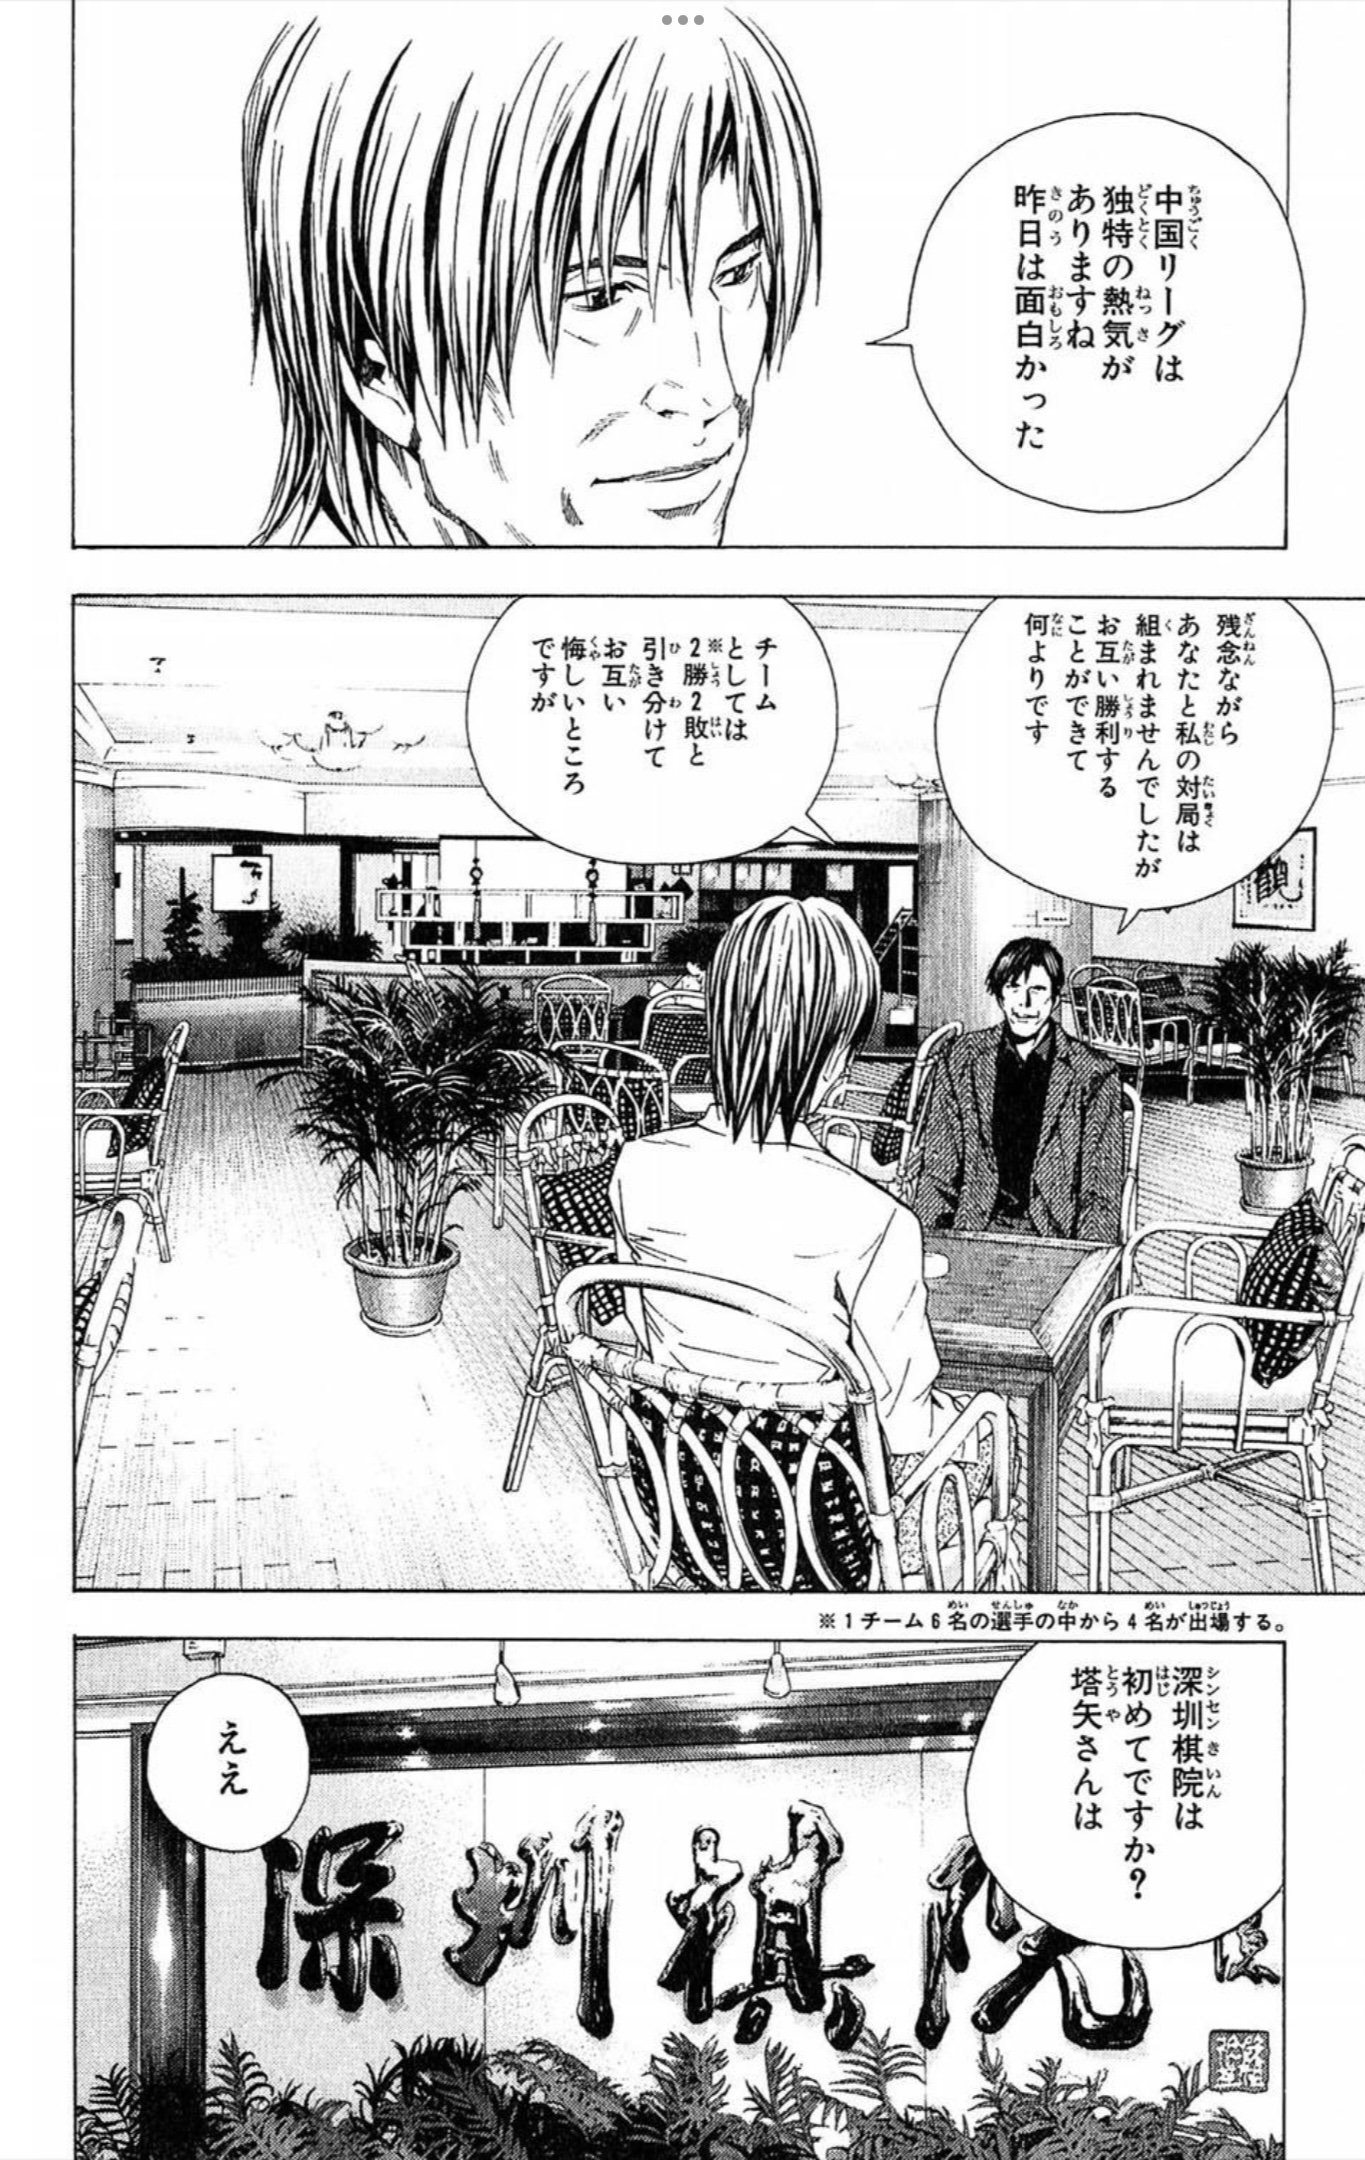 中国リーグは
独特の熱気が
ありますね
昨日は面白かった
残念ながら
あなたと私の対局は
組まれませんでしたが
お互い勝利する
ことができて
何よりです
チーム
としては
※2勝2敗と
引き分けて
お互い
悔しいところ
ですが
※1チーム6名の選手の中から4名が出場する。
深圳棋院は
初めてですか?
塔矢さんは
ええ
深圳棋院